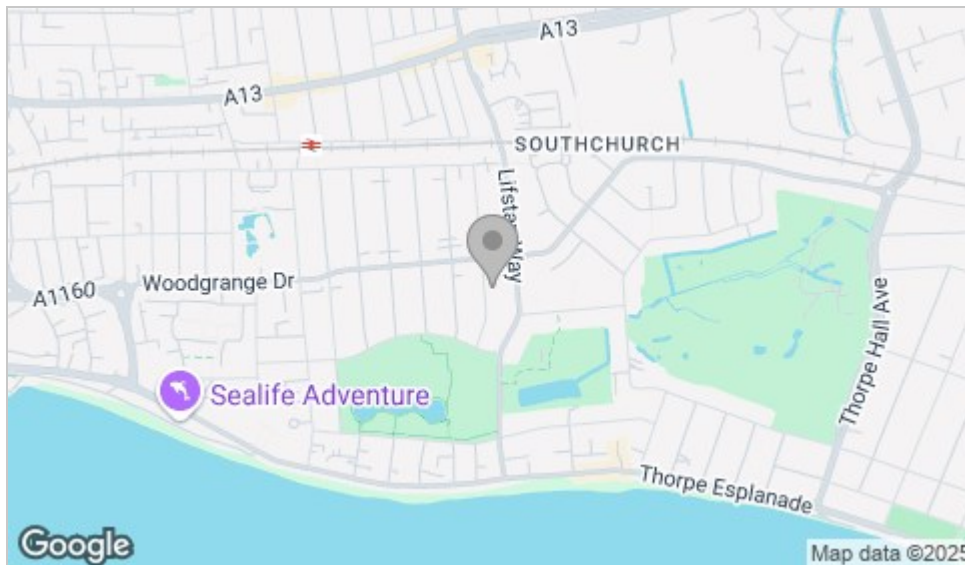 A13
A13
SOUTHCHURCH
Lifstan Way
Woodgrange Dr
A1160
Thorpe Hall Ave
Sealife Adventure
Thorpe Esplanade
Google
Map data ©2025